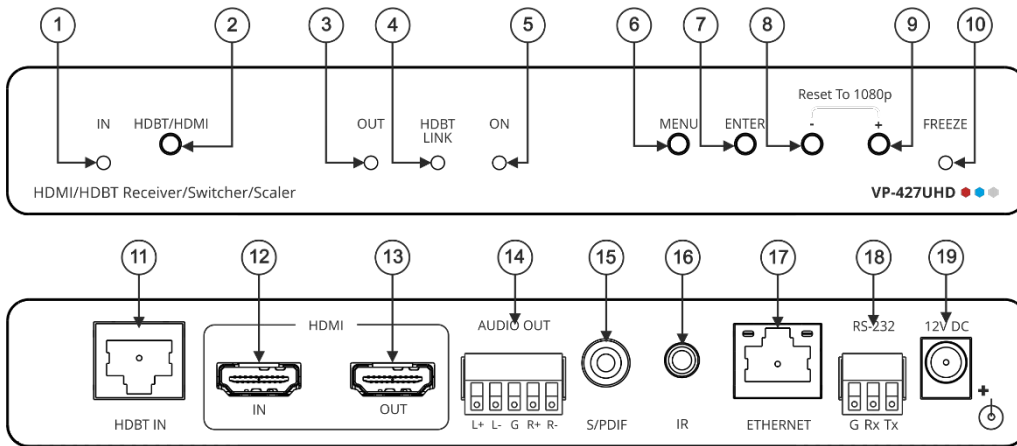 1 2 3 4 5 6 7 8 9 10
Reset To 1080p
IN HDBT/HDMI OUT HDBT LINK ON MENU ENTER - + FREEZE
HDMI/HDBT Receiver/Switcher/Scaler VP-427UHD
11 12 13 14 15 16 17 18 19
HDMI AUDIO OUT RS-232 12V DC
HDBT IN IN OUT L+ L- G R+ R- S/PDIF IR ETHERNET G Rx Tx +